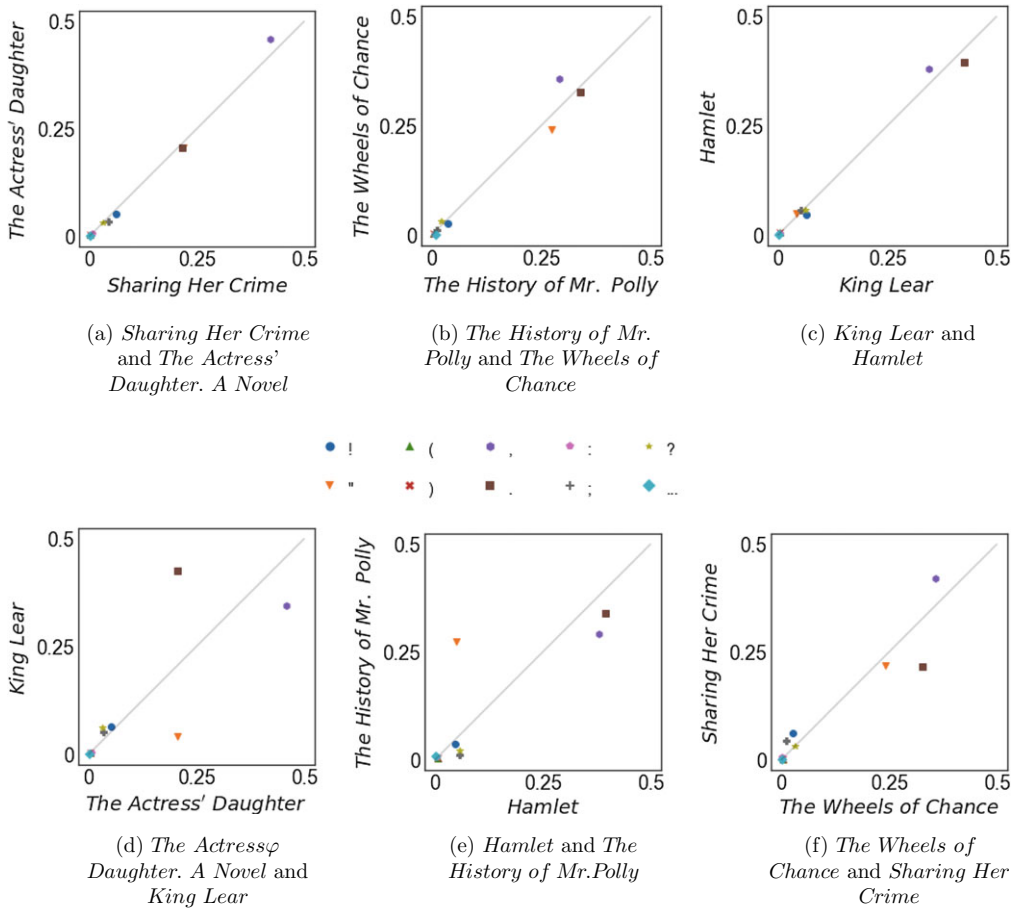 0.5
0.25
0
The Actress' Daughter
0
0.25
0.5
Sharing Her Crime
0.5
0.25
0
The Wheels of Chance
0
0.25
0.5
The History of Mr. Polly
0.5
0.25
0
Hamlet
0
0.25
0.5
King Lear
(a) Sharing Her Crime
and The Actress'
Daughter. A Novel
(b) The History of Mr.
Polly and The Wheels of
Chance
(c) King Lear and
Hamlet
! ( , : ?
" ) . ; ...
0.5
0.25
0
King Lear
0
0.25
0.5
The Actress' Daughter
0.5
0.25
0
The History of Mr. Polly
0
0.25
0.5
Hamlet
0.5
0.25
0
Sharing Her Crime
0
0.25
0.5
The Wheels of Chance
(d) The Actressφ
Daughter. A Novel and
King Lear
(e) Hamlet and The
History of Mr.Polly
(f) The Wheels of
Chance and Sharing Her
Crime